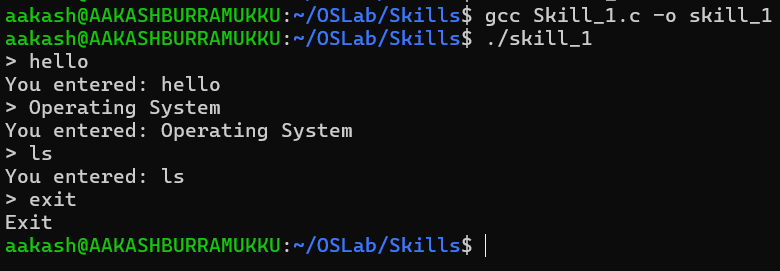 aakash@AAKASHBURRAMUKKU:~/OSLab/Skills$ gcc Skill_1.c -o skill_1
aakash@AAKASHBURRAMUKKU:~/OSLab/Skills$ ./skill_1
> hello
You entered: hello
> Operating System
You entered: Operating System
> ls
You entered: ls
> exit
Exit
aakash@AAKASHBURRAMUKKU:~/OSLab/Skills$